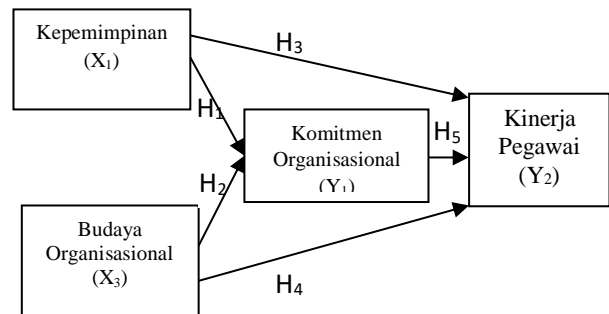 Kepemimpinan
(X₁)
H₃
H₁
Komitmen
Organisasional
(Y₁)
H₅
Kinerja
Pegawai
(Y₂)
H₂
Budaya
Organisasional
(X₃)
H₄